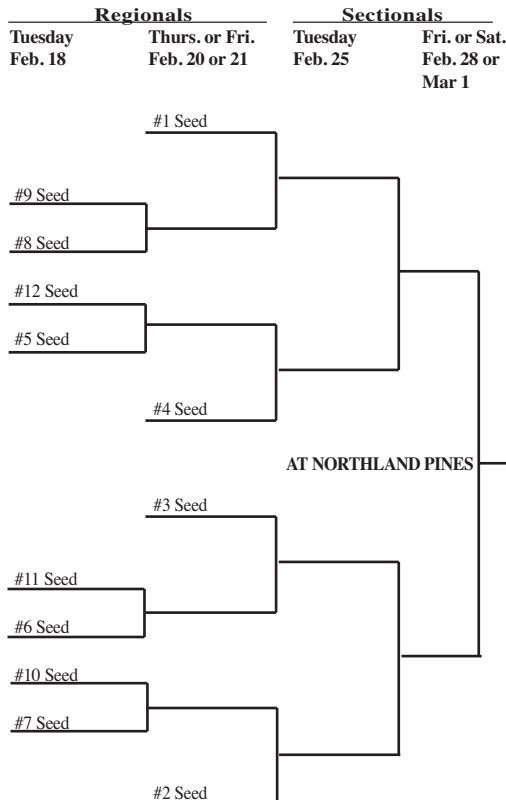 Regionals Sectionals
Tuesday Thurs. or Fri. Tuesday Fri. or Sat.
Feb. 18 Feb. 20 or 21 Feb. 25 Feb. 28 or
Mar 1
#1 Seed
#9 Seed
#8 Seed
#12 Seed
#5 Seed
#4 Seed
AT NORTHLAND PINES
#3 Seed
#11 Seed
#6 Seed
#10 Seed
#7 Seed
#2 Seed